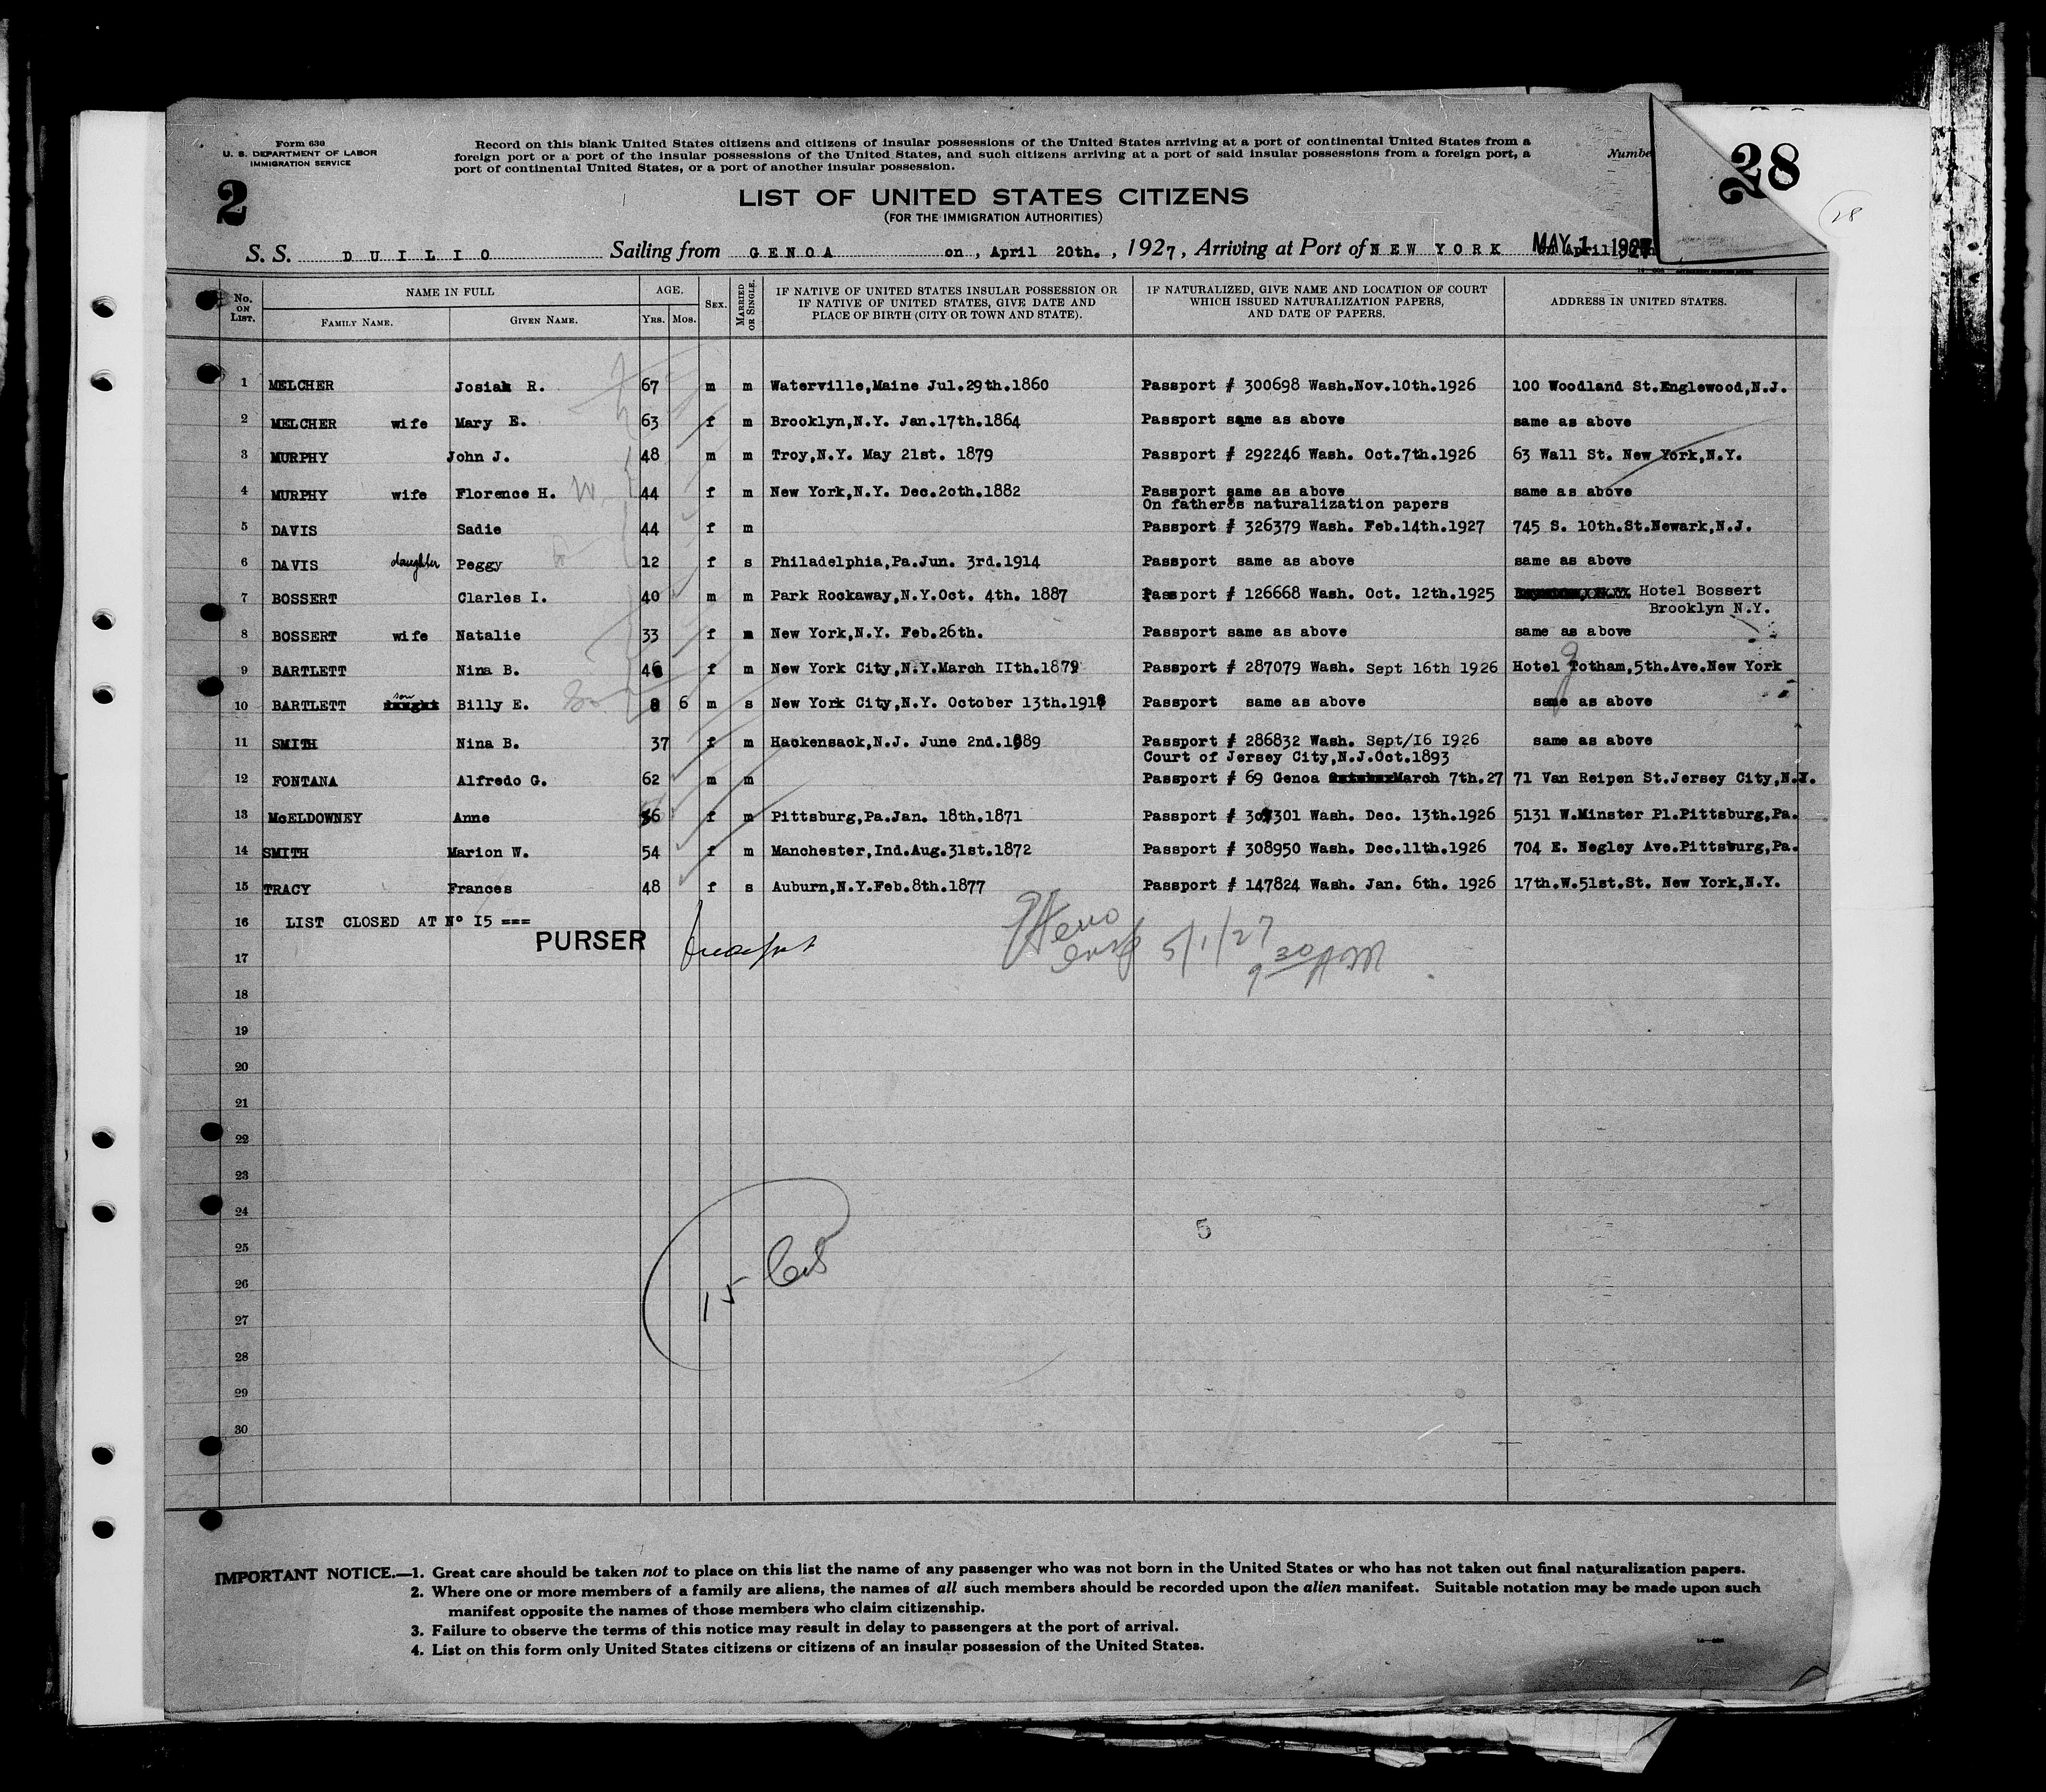 Form 630
U. S. DEPARTMENT OF LABOR
IMMIGRATION SERVICE
Record on this blank United States citizens and citizens of insular possessions of the United States arriving at a port of continental United States from a
foreign port or a port of the insular possessions of the United States, and such citizens arriving at a port of said insular possessions from a foreign port, a
port of continental United States, or a port of another insular possession.
Numbe
28
28
2
LIST OF UNITED STATES CITIZENS
(FOR THE IMMIGRATION AUTHORITIES)
S. S. DUILIO Sailing from GENOA on, April 20th., 1927, Arriving at Port of NEW YORK MAY 1 1927
No. ON LIST. NAME IN FULL AGE. SEX. MARRIED OR SINGLE. IF NATIVE OF UNITED STATES INSULAR POSSESSION OR IF NATIVE OF UNITED STATES, GIVE DATE AND PLACE OF BIRTH (CITY OR TOWN AND STATE). IF NATURALIZED, GIVE NAME AND LOCATION OF COURT WHICH ISSUED NATURALIZATION PAPERS, AND DATE OF PAPERS. ADDRESS IN UNITED STATES.
FAMILY NAME. GIVEN NAME. YRS. MOS.
1 MELCHER Josiah R. 67 m m Waterville,Maine Jul.29th.1860 Passport # 300698 Wash.Nov.10th.1926 100 Woodland St.Englewood,N.J.
2 MELCHER wife Mary E. 63 f m Brooklyn,N.Y. Jan.17th.1864 Passport same as above same as above
3 MURPHY John J. 48 m m Troy,N.Y. May 21st. 1879 Passport # 292246 Wash. Oct.7th.1926 63 Wall St. New York,N.Y.
4 MURPHY wife Florence H. 44 f m New York,N.Y. Dec.20th.1882 Passport same as above same as above
On father's naturalization papers
5 DAVIS Sadie 44 f m Passport # 326379 Wash. Feb.14th.1927 745 S. 10th.St.Newark,N.J.
6 DAVIS daughter Peggy 12 f s Philadelphia,Pa.Jun. 3rd.1914 Passport same as above same as above
7 BOSSERT Clarles I. 40 m m Park Rockaway,N.Y.Oct. 4th. 1887 Passport # 126668 Wash. Oct. 12th.1925 Hotel Bossert
Brooklyn N.Y.
8 BOSSERT wife Natalie 33 f m New York,N.Y. Feb.26th. Passport same as above same as above
9 BARTLETT Nina B. 46 f m New York City,N.Y.March IIth.1879 Passport # 287079 Wash. Sept 16th 1926 Hotel Gotham,5th.Ave.New York
10 BARTLETT son Billy E. 8 6 m s New York City,N.Y. October 13th.1918 Passport same as above same as above
11 SMITH Nina B. 37 f m Hackensack,N.J. June 2nd.1889 Passport # 286832 Wash. Sept/16 1926 same as above
Court of Jersey City,N.J.Oct.1893
12 FONTANA Alfredo G. 62 m m Passport # 69 Genoa March 7th.27 71 Van Reipen St.Jersey City,N.J.
13 McELDOWNEY Anne 56 f m Pittsburg,Pa.Jan. 18th.1871 Passport # Wash. Dec. 13th.1926 5131 W.Minster Pl.Pittsburg,Pa.
14 SMITH Marion W. 54 f m Manchester,Ind.Aug.31st.1872 Passport # 308950 Wash. Dec.11th.1926 704 E. Negley Ave.Pittsburg,Pa.
15 TRACY Frances 48 f s Auburn,N.Y.Feb.8th.1877 Passport # 147824 Wash. Jan. 6th. 1926 17th.W.51st.St. New York,N.Y.
16 LIST CLOSED AT Nº I5 ===
PURSER
5/1/27
9 30 AM
17
18
19
20
21
22
23
24
5
25
15
26
27
28
29
30
IMPORTANT NOTICE.—1. Great care should be taken not to place on this list the name of any passenger who was not born in the United States or who has not taken out final naturalization papers.
2. Where one or more members of a family are aliens, the names of all such members should be recorded upon the alien manifest. Suitable notation may be made upon such
manifest opposite the names of those members who claim citizenship.
3. Failure to observe the terms of this notice may result in delay to passengers at the port of arrival.
4. List on this form only United States citizens or citizens of an insular possession of the United States.